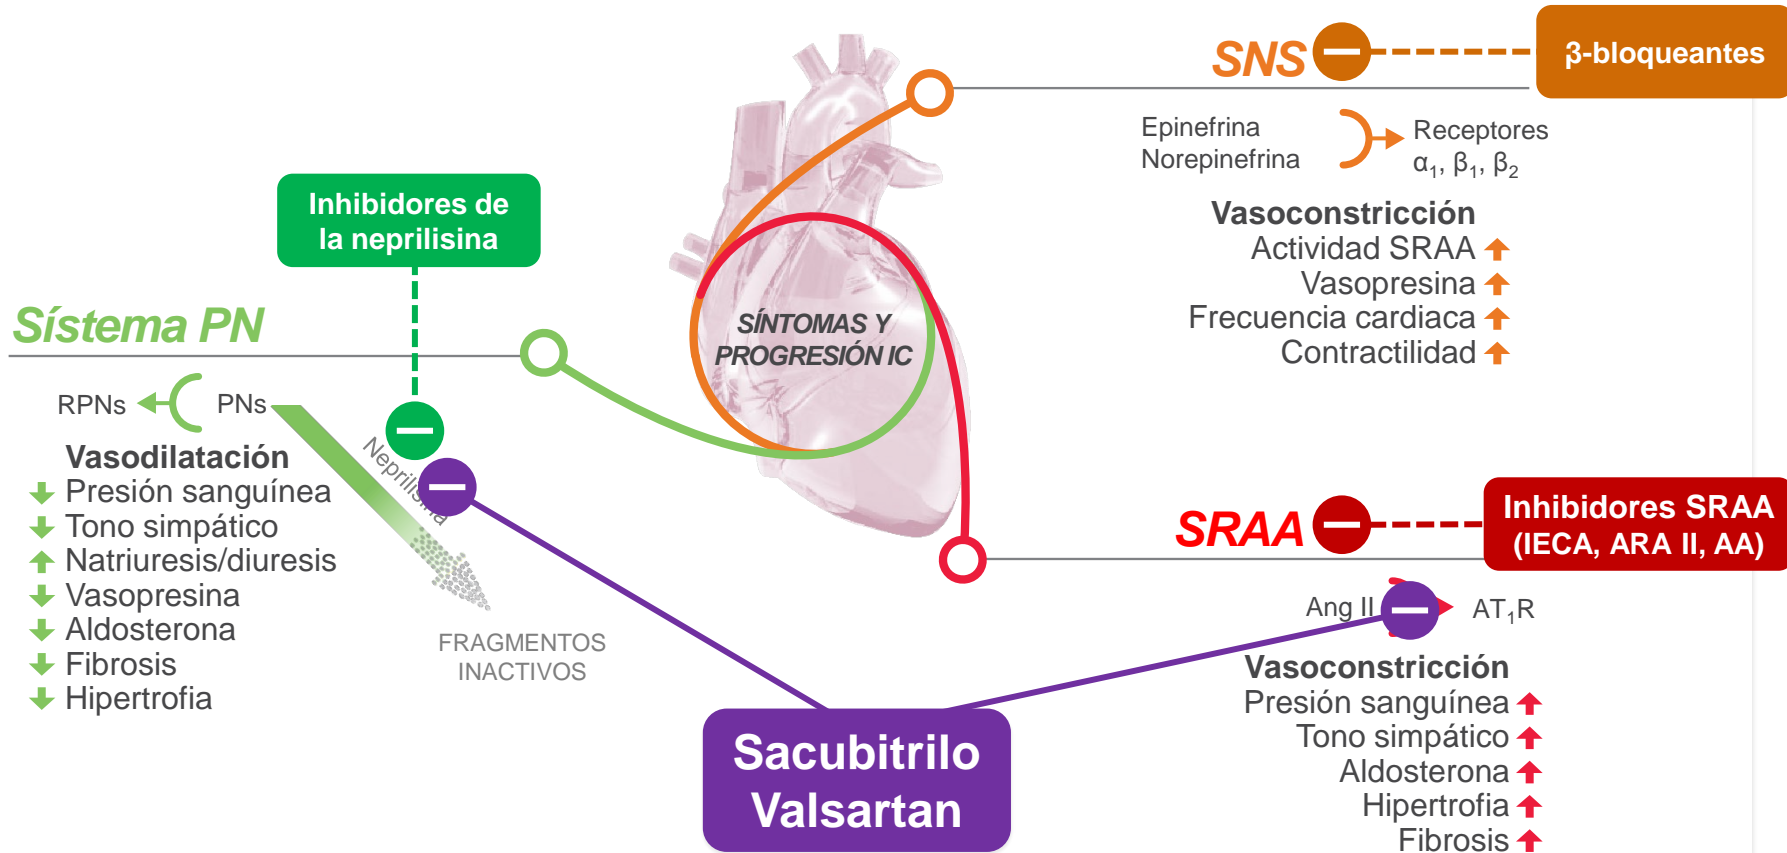 SNS
β-bloqueantes
Epinefrina
Norepinefrina
Receptores
α₁, β₁, β₂
Vasoconstricción
Actividad SRAA
Vasopresina
Frecuencia cardiaca
Contractilidad
Inhibidores de
la neprilisina
Sístema PN
RPNs
PNs
Neprilisina
Vasodilatación
Presión sanguínea
Tono simpático
Natriuresis/diuresis
Vasopresina
Aldosterona
Fibrosis
Hipertrofia
FRAGMENTOS
INACTIVOS
SÍNTOMAS Y
PROGRESIÓN IC
SRAA
Inhibidores SRAA
(IECA, ARA II, AA)
Ang II
AT₁R
Vasoconstricción
Presión sanguínea
Tono simpático
Aldosterona
Hipertrofia
Fibrosis
Sacubitrilo
Valsartan